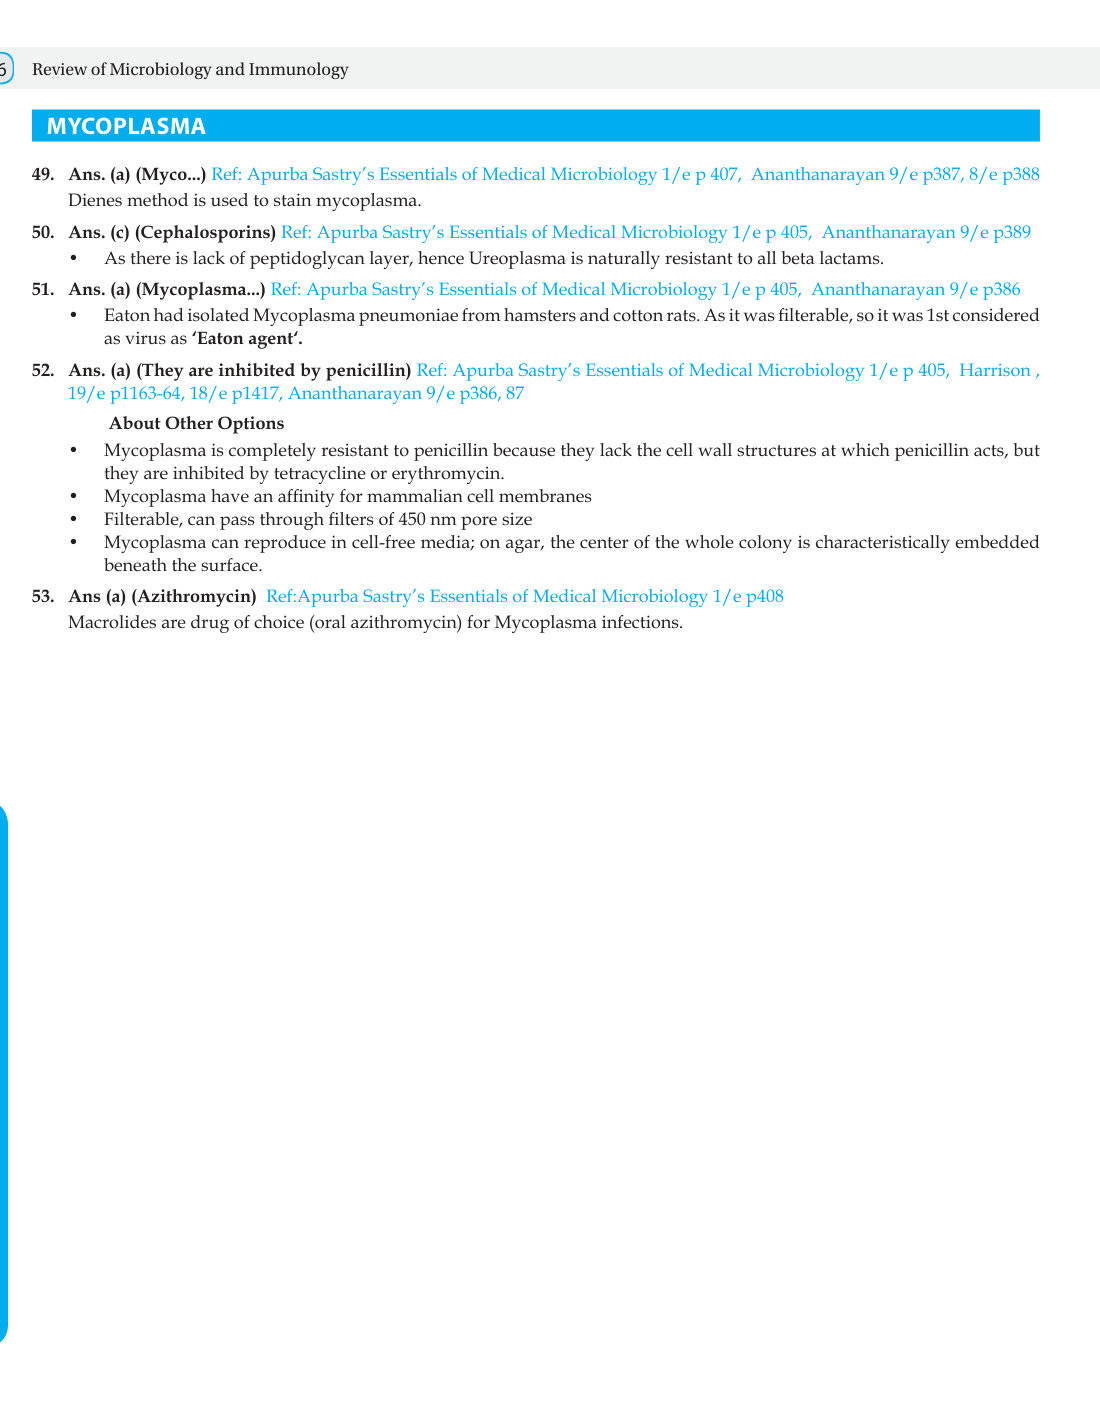 6 Review of Microbiology and Immunology
MYCOPLASMA
49. Ans. (a) (Myco...) Ref: Apurba Sastry’s Essentials of Medical Microbiology 1/e p 407, Ananthanarayan 9/e p387, 8/e p388
Dienes method is used to stain mycoplasma.
50. Ans. (c) (Cephalosporins) Ref: Apurba Sastry’s Essentials of Medical Microbiology 1/e p 405, Ananthanarayan 9/e p389
• As there is lack of peptidoglycan layer, hence Ureoplasma is naturally resistant to all beta lactams.
51. Ans. (a) (Mycoplasma...) Ref: Apurba Sastry’s Essentials of Medical Microbiology 1/e p 405, Ananthanarayan 9/e p386
• Eaton had isolated Mycoplasma pneumoniae from hamsters and cotton rats. As it was filterable, so it was 1st considered
as virus as ‘Eaton agent‘.
52. Ans. (a) (They are inhibited by penicillin) Ref: Apurba Sastry’s Essentials of Medical Microbiology 1/e p 405, Harrison ,
19/e p1163-64, 18/e p1417, Ananthanarayan 9/e p386, 87
About Other Options
• Mycoplasma is completely resistant to penicillin because they lack the cell wall structures at which penicillin acts, but
they are inhibited by tetracycline or erythromycin.
• Mycoplasma have an affinity for mammalian cell membranes
• Filterable, can pass through filters of 450 nm pore size
• Mycoplasma can reproduce in cell-free media; on agar, the center of the whole colony is characteristically embedded
beneath the surface.
53. Ans (a) (Azithromycin) Ref:Apurba Sastry’s Essentials of Medical Microbiology 1/e p408
Macrolides are drug of choice (oral azithromycin) for Mycoplasma infections.